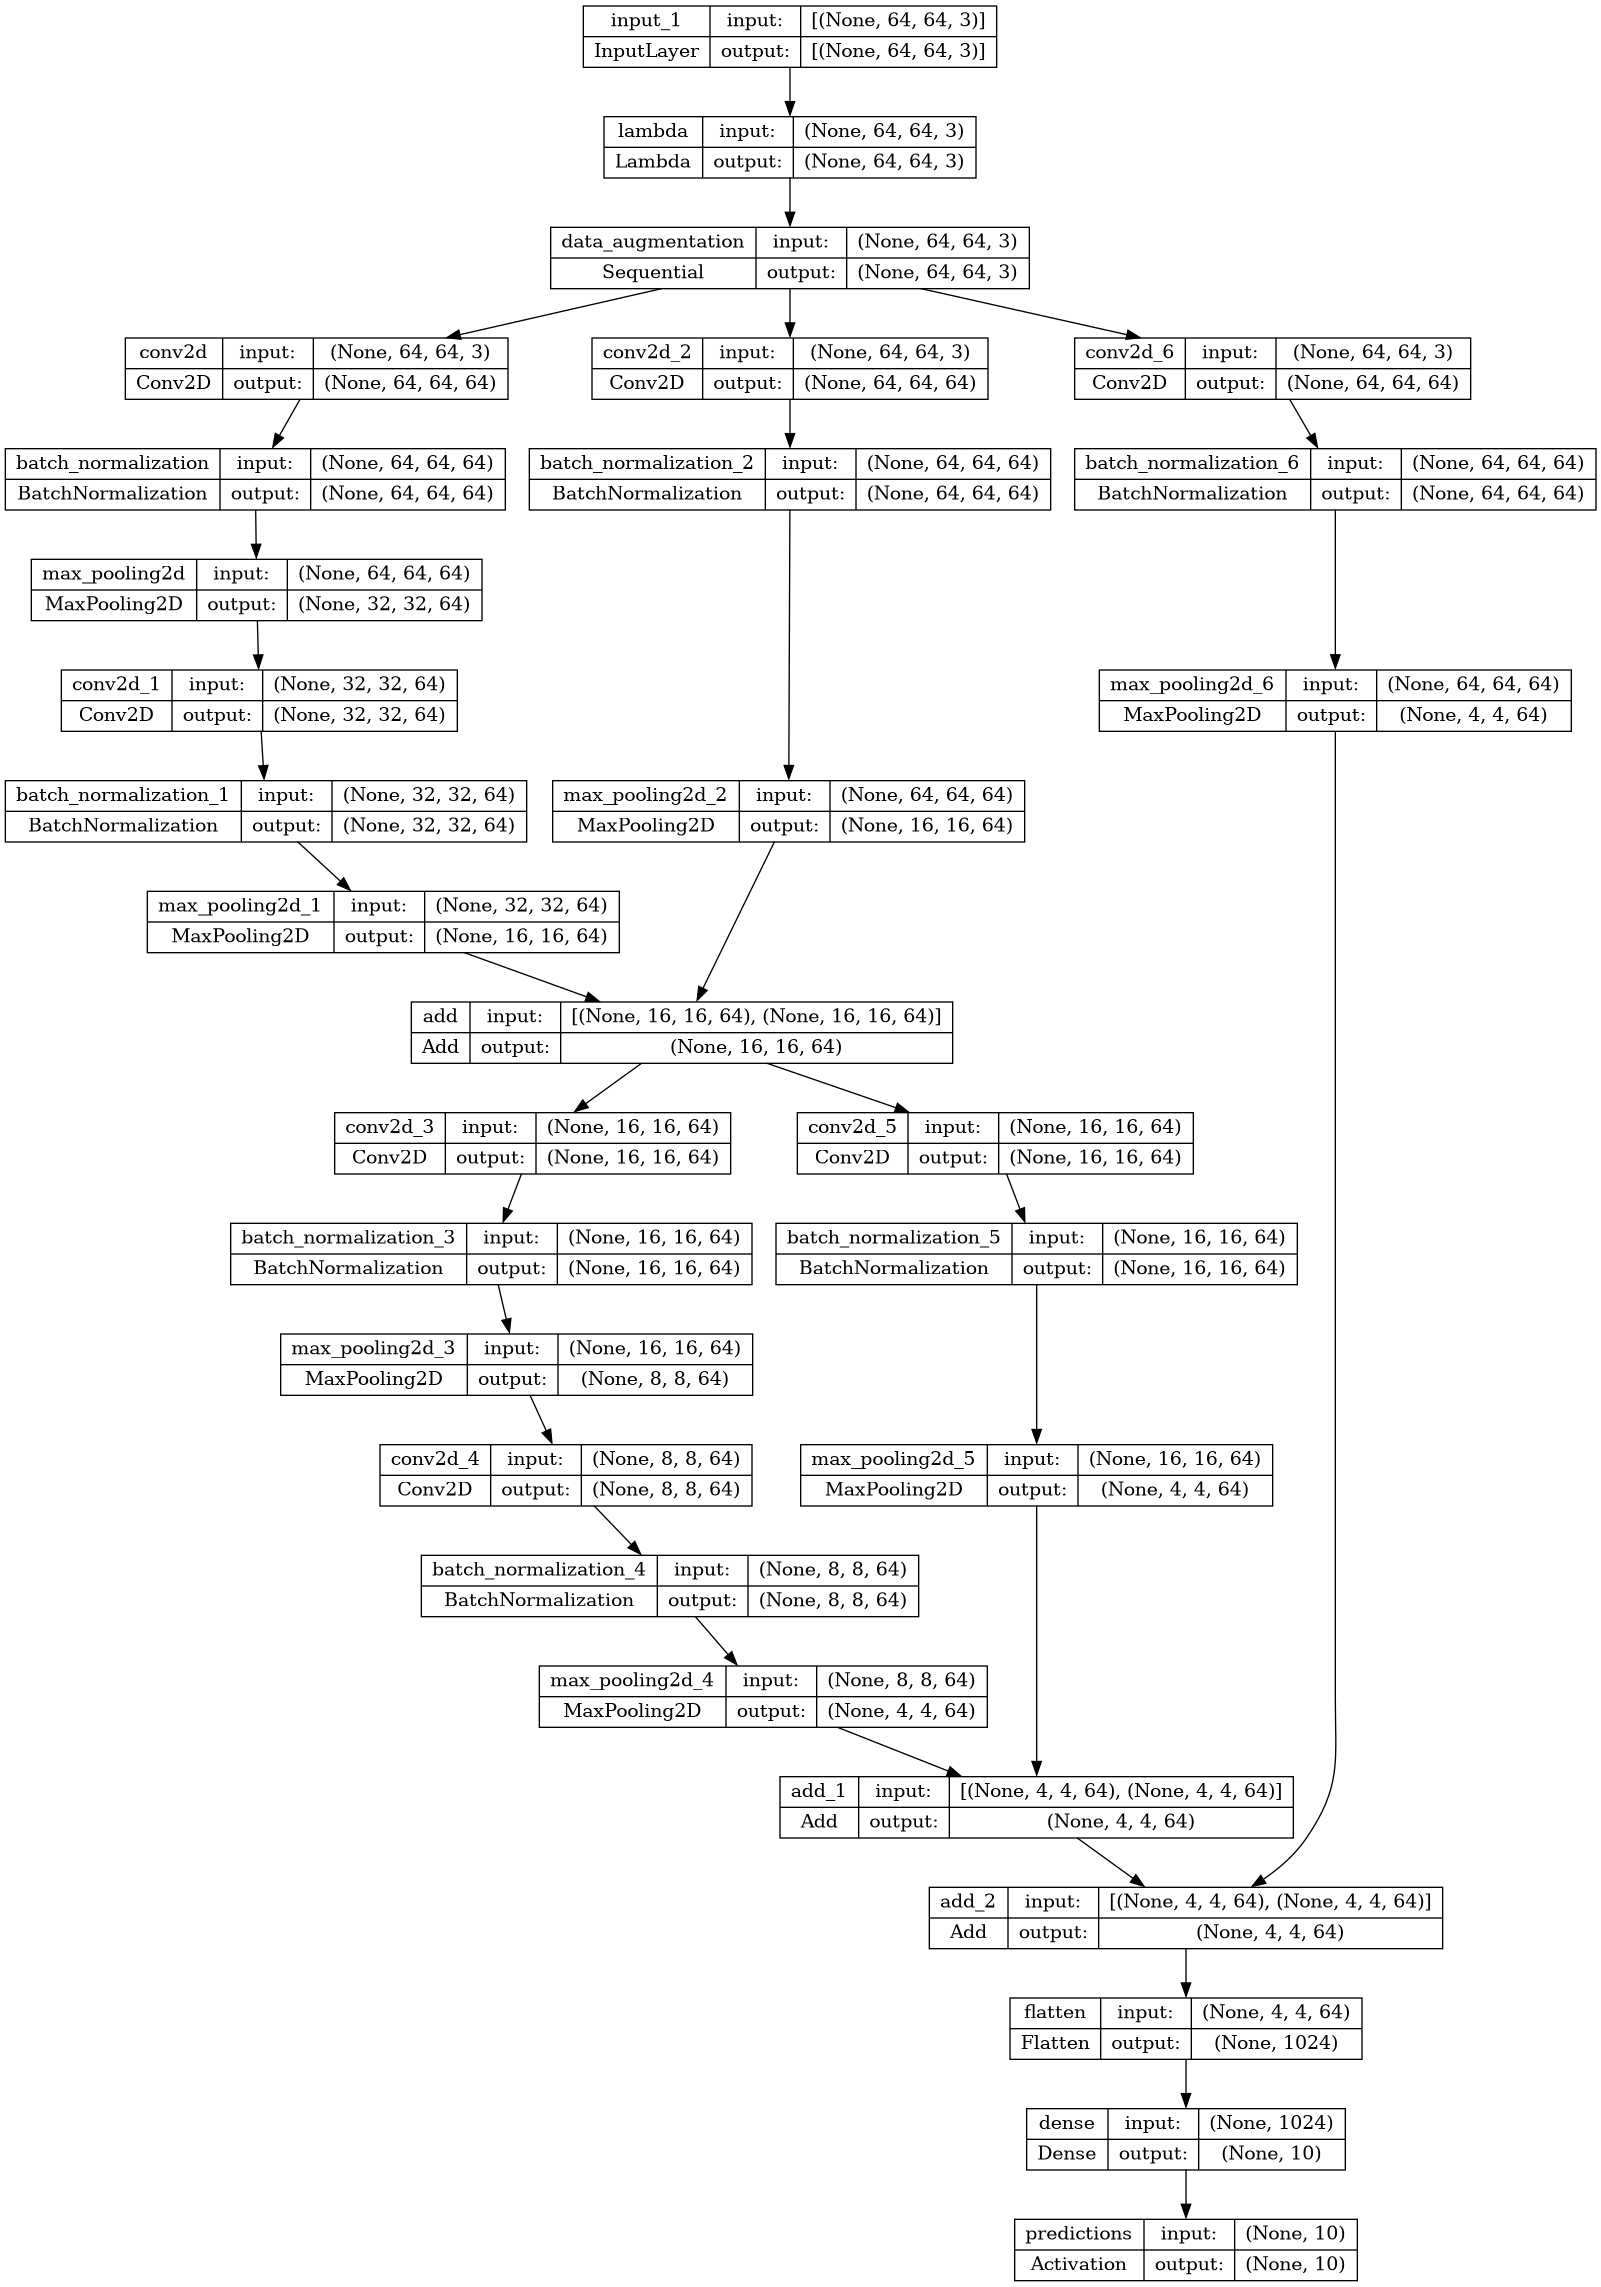 input_1 input: [(None, 64, 64, 3)]
InputLayer output: [(None, 64, 64, 3)]
lambda input: (None, 64, 64, 3)
Lambda output: (None, 64, 64, 3)
data_augmentation input: (None, 64, 64, 3)
Sequential output: (None, 64, 64, 3)
conv2d input: (None, 64, 64, 3)
Conv2D output: (None, 64, 64, 64)
conv2d_2 input: (None, 64, 64, 3)
Conv2D output: (None, 64, 64, 64)
conv2d_6 input: (None, 64, 64, 3)
Conv2D output: (None, 64, 64, 64)
batch_normalization input: (None, 64, 64, 64)
BatchNormalization output: (None, 64, 64, 64)
batch_normalization_2 input: (None, 64, 64, 64)
BatchNormalization output: (None, 64, 64, 64)
batch_normalization_6 input: (None, 64, 64, 64)
BatchNormalization output: (None, 64, 64, 64)
max_pooling2d input: (None, 64, 64, 64)
MaxPooling2D output: (None, 32, 32, 64)
conv2d_1 input: (None, 32, 32, 64)
Conv2D output: (None, 32, 32, 64)
max_pooling2d_6 input: (None, 64, 64, 64)
MaxPooling2D output: (None, 4, 4, 64)
batch_normalization_1 input: (None, 32, 32, 64)
BatchNormalization output: (None, 32, 32, 64)
max_pooling2d_2 input: (None, 64, 64, 64)
MaxPooling2D output: (None, 16, 16, 64)
max_pooling2d_1 input: (None, 32, 32, 64)
MaxPooling2D output: (None, 16, 16, 64)
add input: [(None, 16, 16, 64), (None, 16, 16, 64)]
Add output: (None, 16, 16, 64)
conv2d_3 input: (None, 16, 16, 64)
Conv2D output: (None, 16, 16, 64)
conv2d_5 input: (None, 16, 16, 64)
Conv2D output: (None, 16, 16, 64)
batch_normalization_3 input: (None, 16, 16, 64)
BatchNormalization output: (None, 16, 16, 64)
batch_normalization_5 input: (None, 16, 16, 64)
BatchNormalization output: (None, 16, 16, 64)
max_pooling2d_3 input: (None, 16, 16, 64)
MaxPooling2D output: (None, 8, 8, 64)
conv2d_4 input: (None, 8, 8, 64)
Conv2D output: (None, 8, 8, 64)
max_pooling2d_5 input: (None, 16, 16, 64)
MaxPooling2D output: (None, 4, 4, 64)
batch_normalization_4 input: (None, 8, 8, 64)
BatchNormalization output: (None, 8, 8, 64)
max_pooling2d_4 input: (None, 8, 8, 64)
MaxPooling2D output: (None, 4, 4, 64)
add_1 input: [(None, 4, 4, 64), (None, 4, 4, 64)]
Add output: (None, 4, 4, 64)
add_2 input: [(None, 4, 4, 64), (None, 4, 4, 64)]
Add output: (None, 4, 4, 64)
flatten input: (None, 4, 4, 64)
Flatten output: (None, 1024)
dense input: (None, 1024)
Dense output: (None, 10)
predictions input: (None, 10)
Activation output: (None, 10)